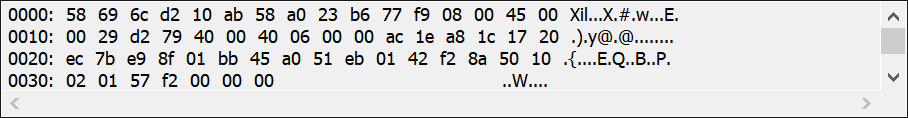 0000: 58 69 6c d2 10 ab 58 a0 23 b6 77 f9 08 00 45 00 Xil...X.#.w...E.
0010: 00 29 d2 79 40 00 40 06 00 00 ac 1e a8 1c 17 20 .).y@.@........
0020: ec 7b e9 8f 01 bb 45 a0 51 eb 01 42 f2 8a 50 10 .{....E.Q..B..P.
0030: 02 01 57 f2 00 00 00 ..W....